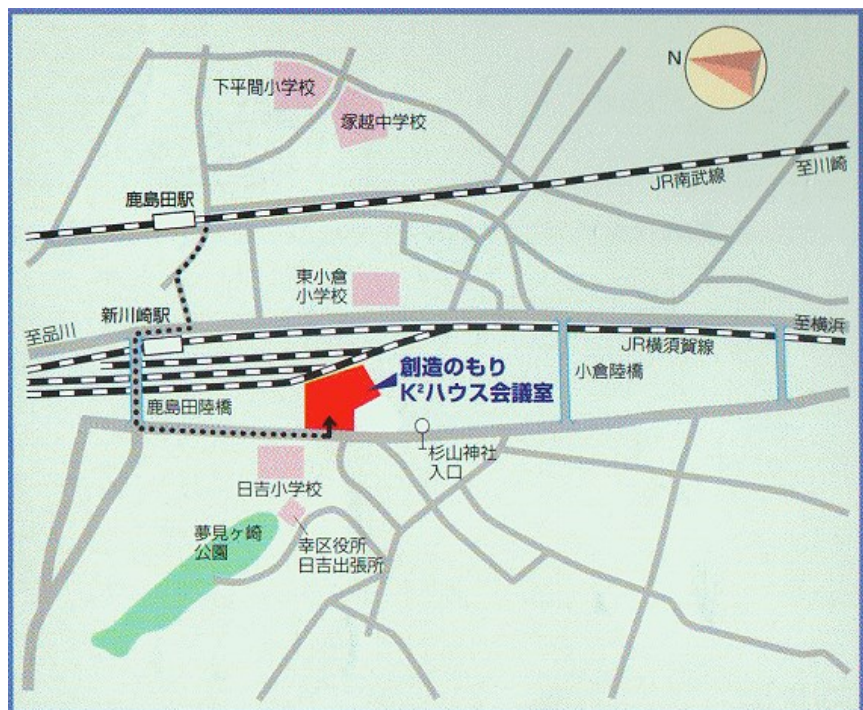 N
下平間小学校
塚越中学校
至川崎
JR南武線
鹿島田駅
東小倉
小学校
新川崎駅
至品川
至横浜
JR横須賀線
創造のもり
K²ハウス会議室
小倉陸橋
鹿島田陸橋
杉山神社
入口
日吉小学校
夢見ヶ崎
公園
幸区役所
日吉出張所